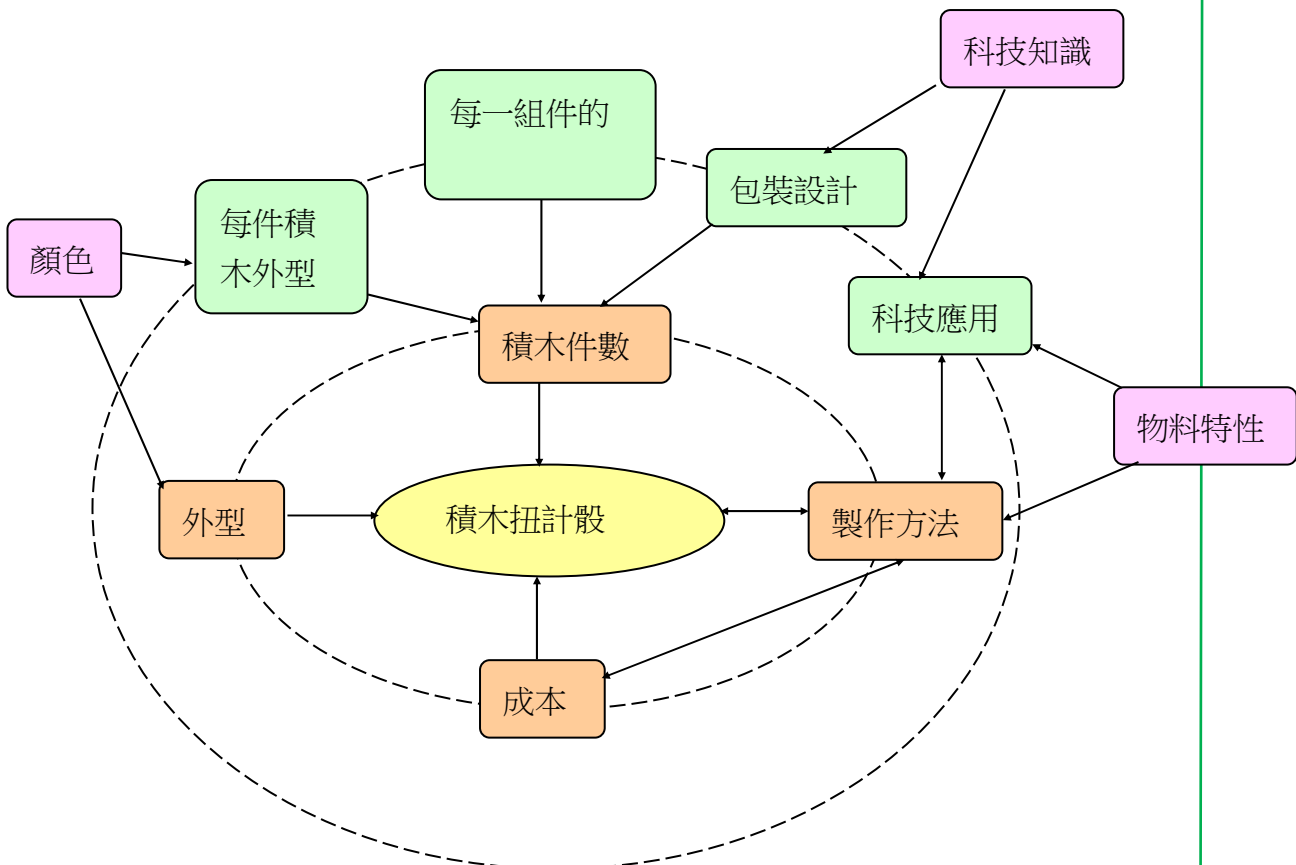 科技知識
每一組件的
包裝設計
每件積
木外型
顏色
科技應用
積木件數
物料特性
外型
積木扭計骰
製作方法
成本